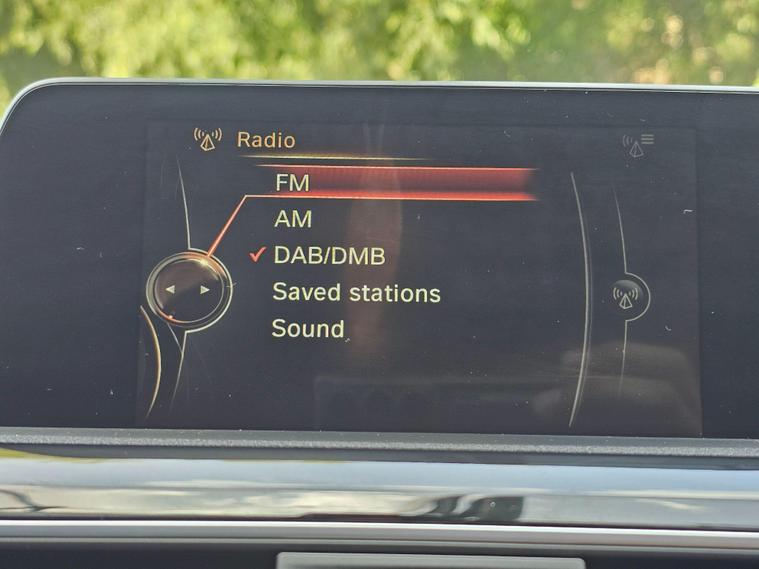 Radio
FM
AM
DAB/DMB
Saved stations
Sound